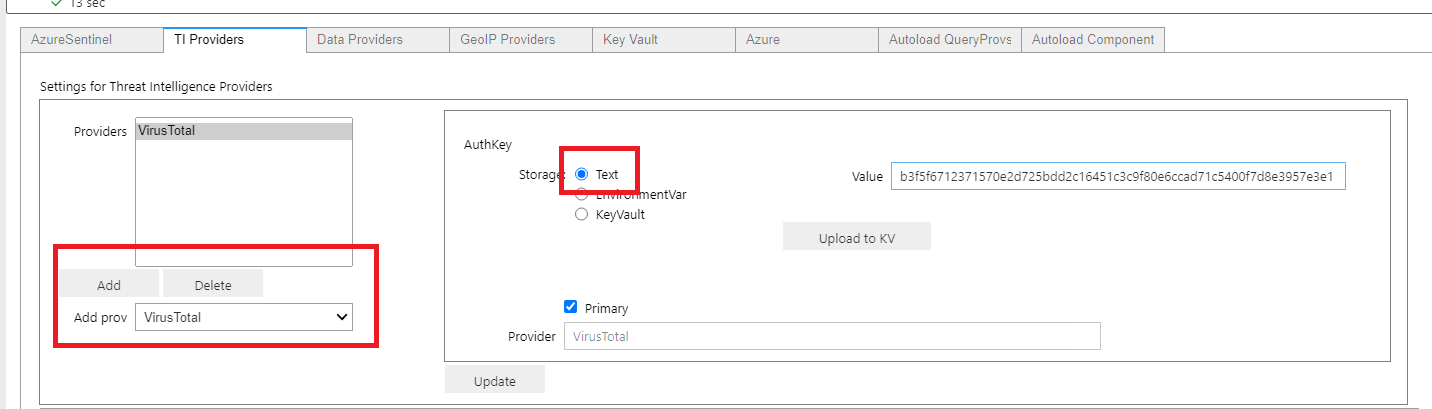 13 sec
AzureSentinel TI Providers Data Providers GeoIP Providers Key Vault Azure Autoload QueryProvs Autoload Component
Settings for Threat Intelligence Providers
Providers VirusTotal
AuthKey
Storage: Text Value b3f5f6712371570e2d725bdd2c16451c3c9f80e6ccad71c5400f7d8e3957e3e1
EnvironmentVar
KeyVault
Upload to KV
Add Delete
Primary
Add prov VirusTotal
Provider VirusTotal
Update